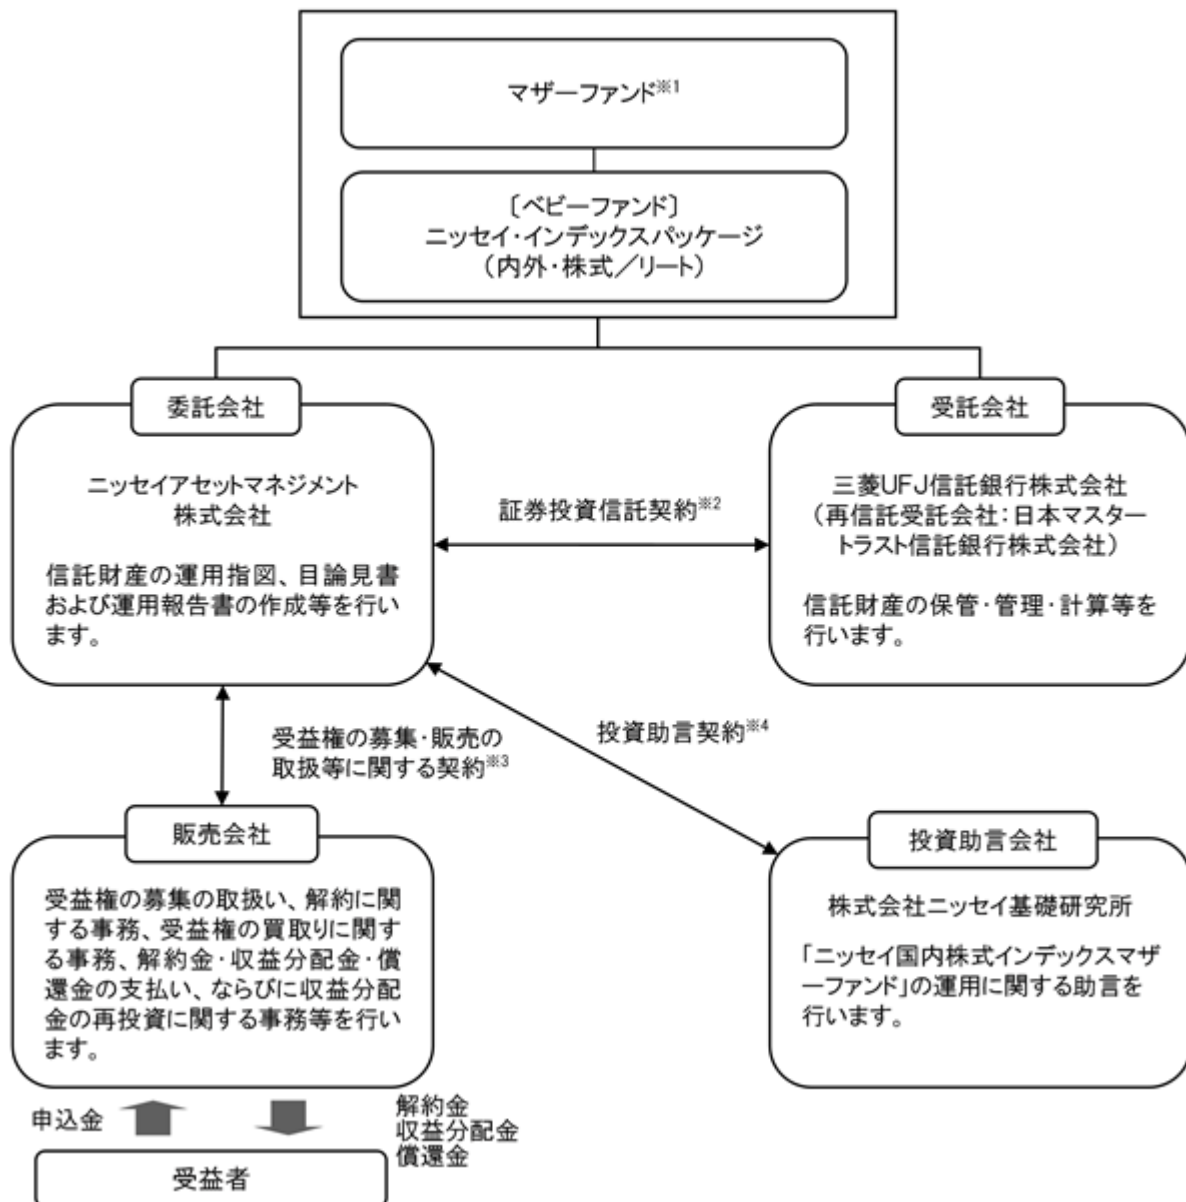 マザーファンド※1
〔ベビーファンド〕
ニッセイ・インデックスパッケージ
（内外・株式／リート）
委託会社
ニッセイアセットマネジメント
株式会社
信託財産の運用指図、目論見書
および運用報告書の作成等を行い
ます。
証券投資信託契約※2
受託会社
三菱UFJ信託銀行株式会社
（再信託受託会社：日本マスター
トラスト信託銀行株式会社）
信託財産の保管・管理・計算等を
行います。
受益権の募集・販売の
取扱等に関する契約※3
投資助言契約※4
販売会社
受益権の募集の取扱い、解約に関
する事務、受益権の買取りに関す
る事務、解約金・収益分配金・償
還金の支払い、ならびに収益分配
金の再投資に関する事務等を行い
ます。
投資助言会社
株式会社ニッセイ基礎研究所
「ニッセイ国内株式インデックスマザ
ーファンド」の運用に関する助言を
行います。
申込金
解約金
収益分配金
償還金
受益者